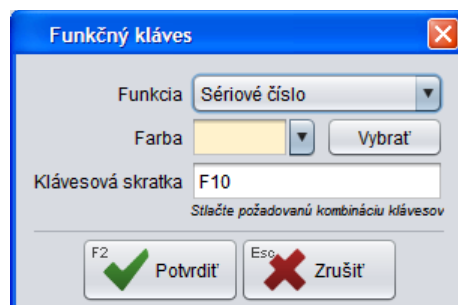 Funkčný kláves
Funkcia Sériové číslo
Farba Vybrať
Klávesová skratka F10
Stlačte požadovanú kombináciu klávesov
F2 Potvrdiť Esc Zrušiť